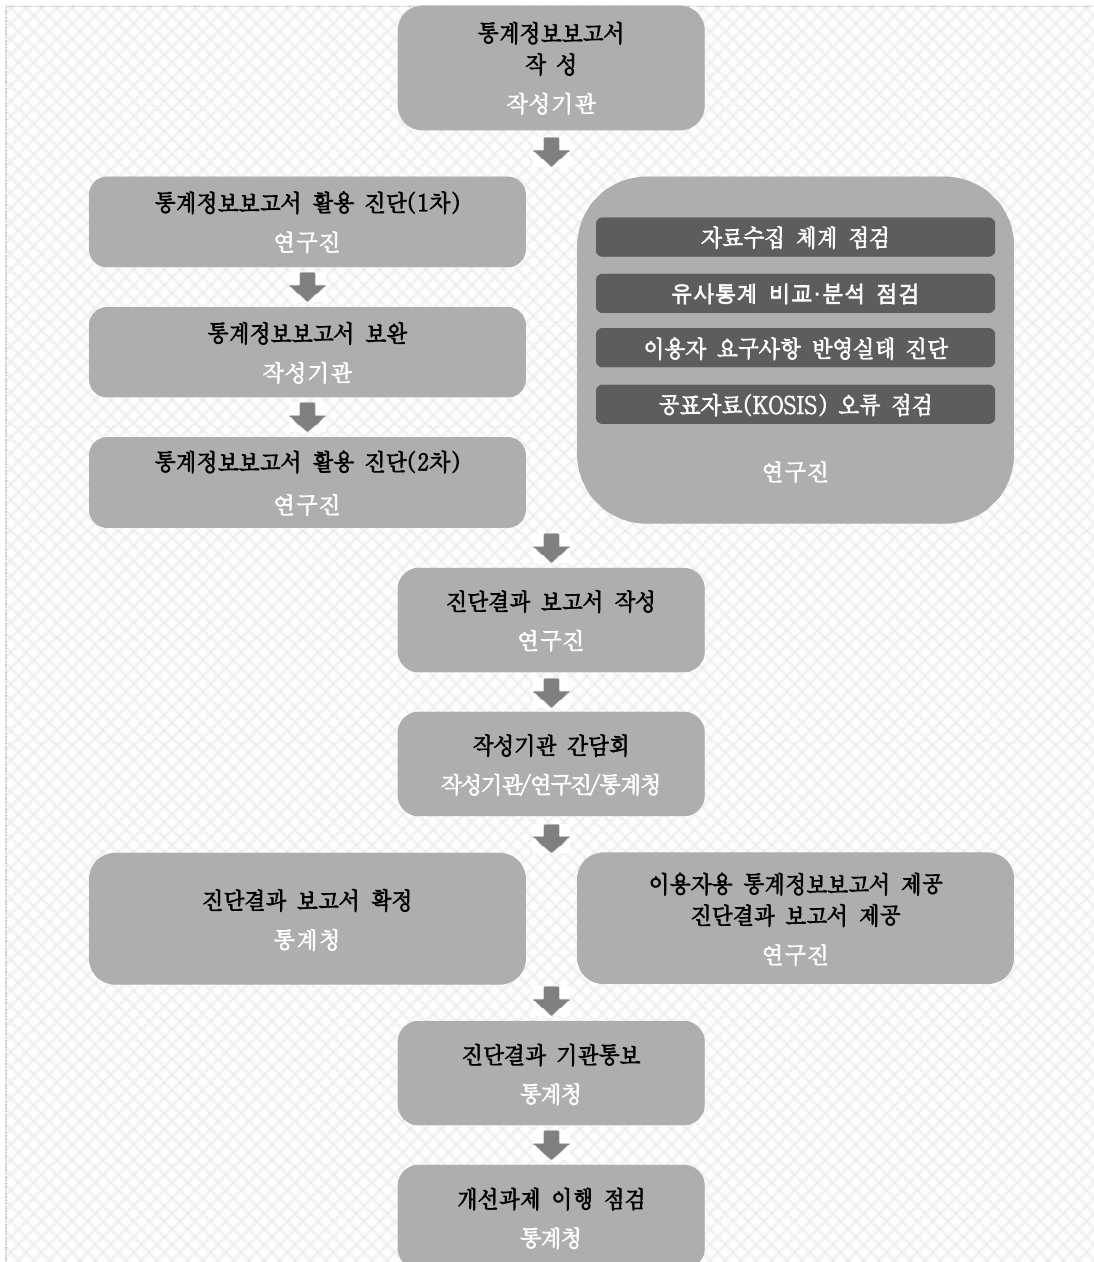 통계정보보고서
작 성
작성기관
통계정보보고서 활용 진단(1차)
연구진
통계정보보고서 보완
작성기관
통계정보보고서 활용 진단(2차)
연구진
자료수집 체계 점검
유사통계 비교·분석 점검
이용자 요구사항 반영실태 진단
공표자료(KOSIS) 오류 점검
연구진
진단결과 보고서 작성
연구진
작성기관 간담회
작성기관/연구진/통계청
진단결과 보고서 확정
통계청
이용자용 통계정보보고서 제공
진단결과 보고서 제공
연구진
진단결과 기관통보
통계청
개선과제 이행 점검
통계청